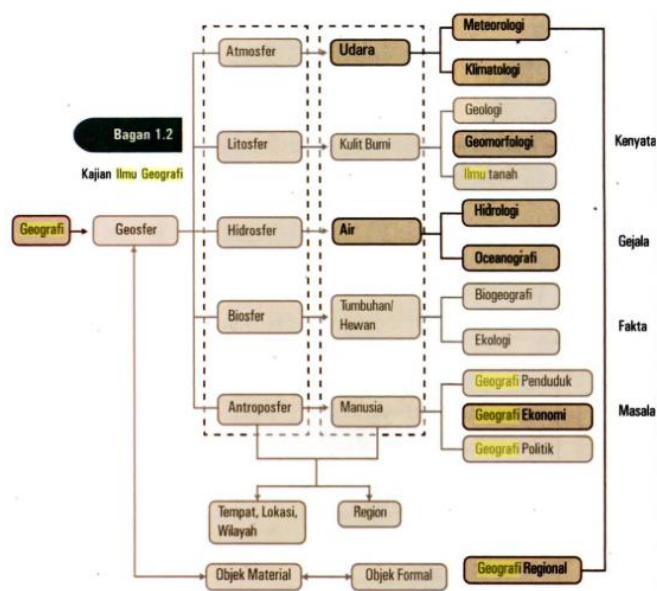 Bagan 1.2
Kajian Ilmu Geografi
Geografi
Geosfer
Atmosfer
Udara
Meteorologi
Klimatologi
Litosfer
Kulit Bumi
Geologi
Geomorfologi
Ilmu tanah
Hidrosfer
Air
Hidrologi
Oceanografi
Biosfer
Tumbuhan/
Hewan
Biogeografi
Ekologi
Antroposfer
Manusia
Geografi Penduduk
Geografi Ekonomi
Geografi Politik
Kenyata
Gejala
Fakta
Masala
Tempat, Lokasi,
Wilayah
Region
Objek Material
Objek Formal
Geografi Regional